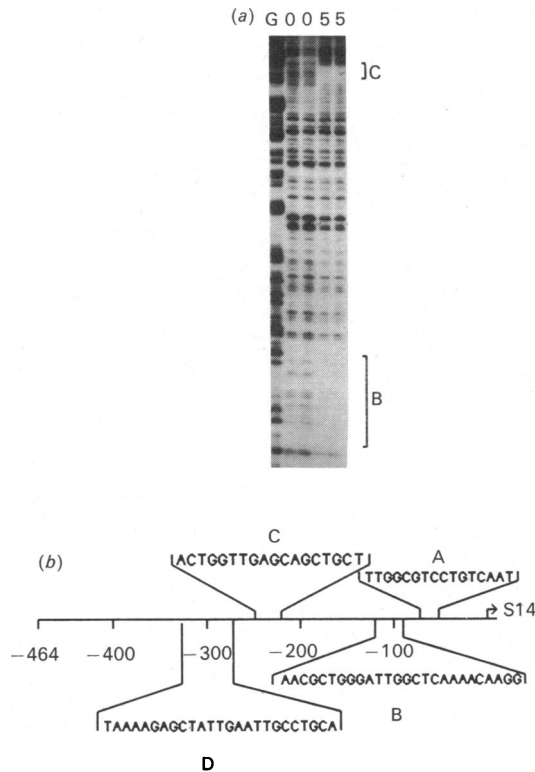 (a) G 0 0 5 5
C
B
C
(b) ACTGGTTGAGCAGCTGCT A
TTGGCGTCCTGTCAAT
S14
−464 −400 −300 −200 −100
AACGCTGGGATTGGCTCAAAACAAGG
B
TAAAAGAGCTATTGAATTGCCTGCA
D